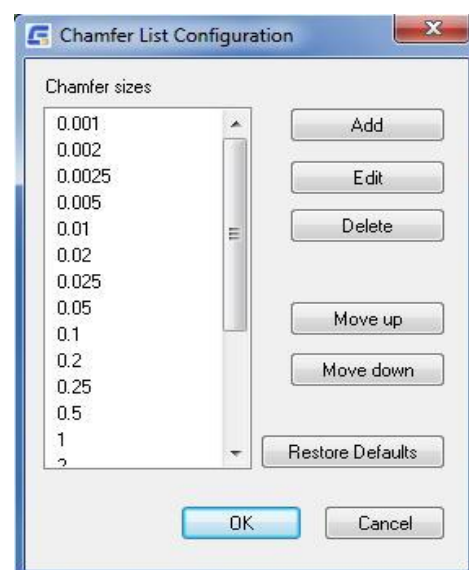 Chamfer List Configuration
Chamfer sizes
0.001
0.002
0.0025
0.005
0.01
0.02
0.025
0.05
0.1
0.2
0.25
0.5
1
Add
Edit
Delete
Move up
Move down
Restore Defaults
OK
Cancel